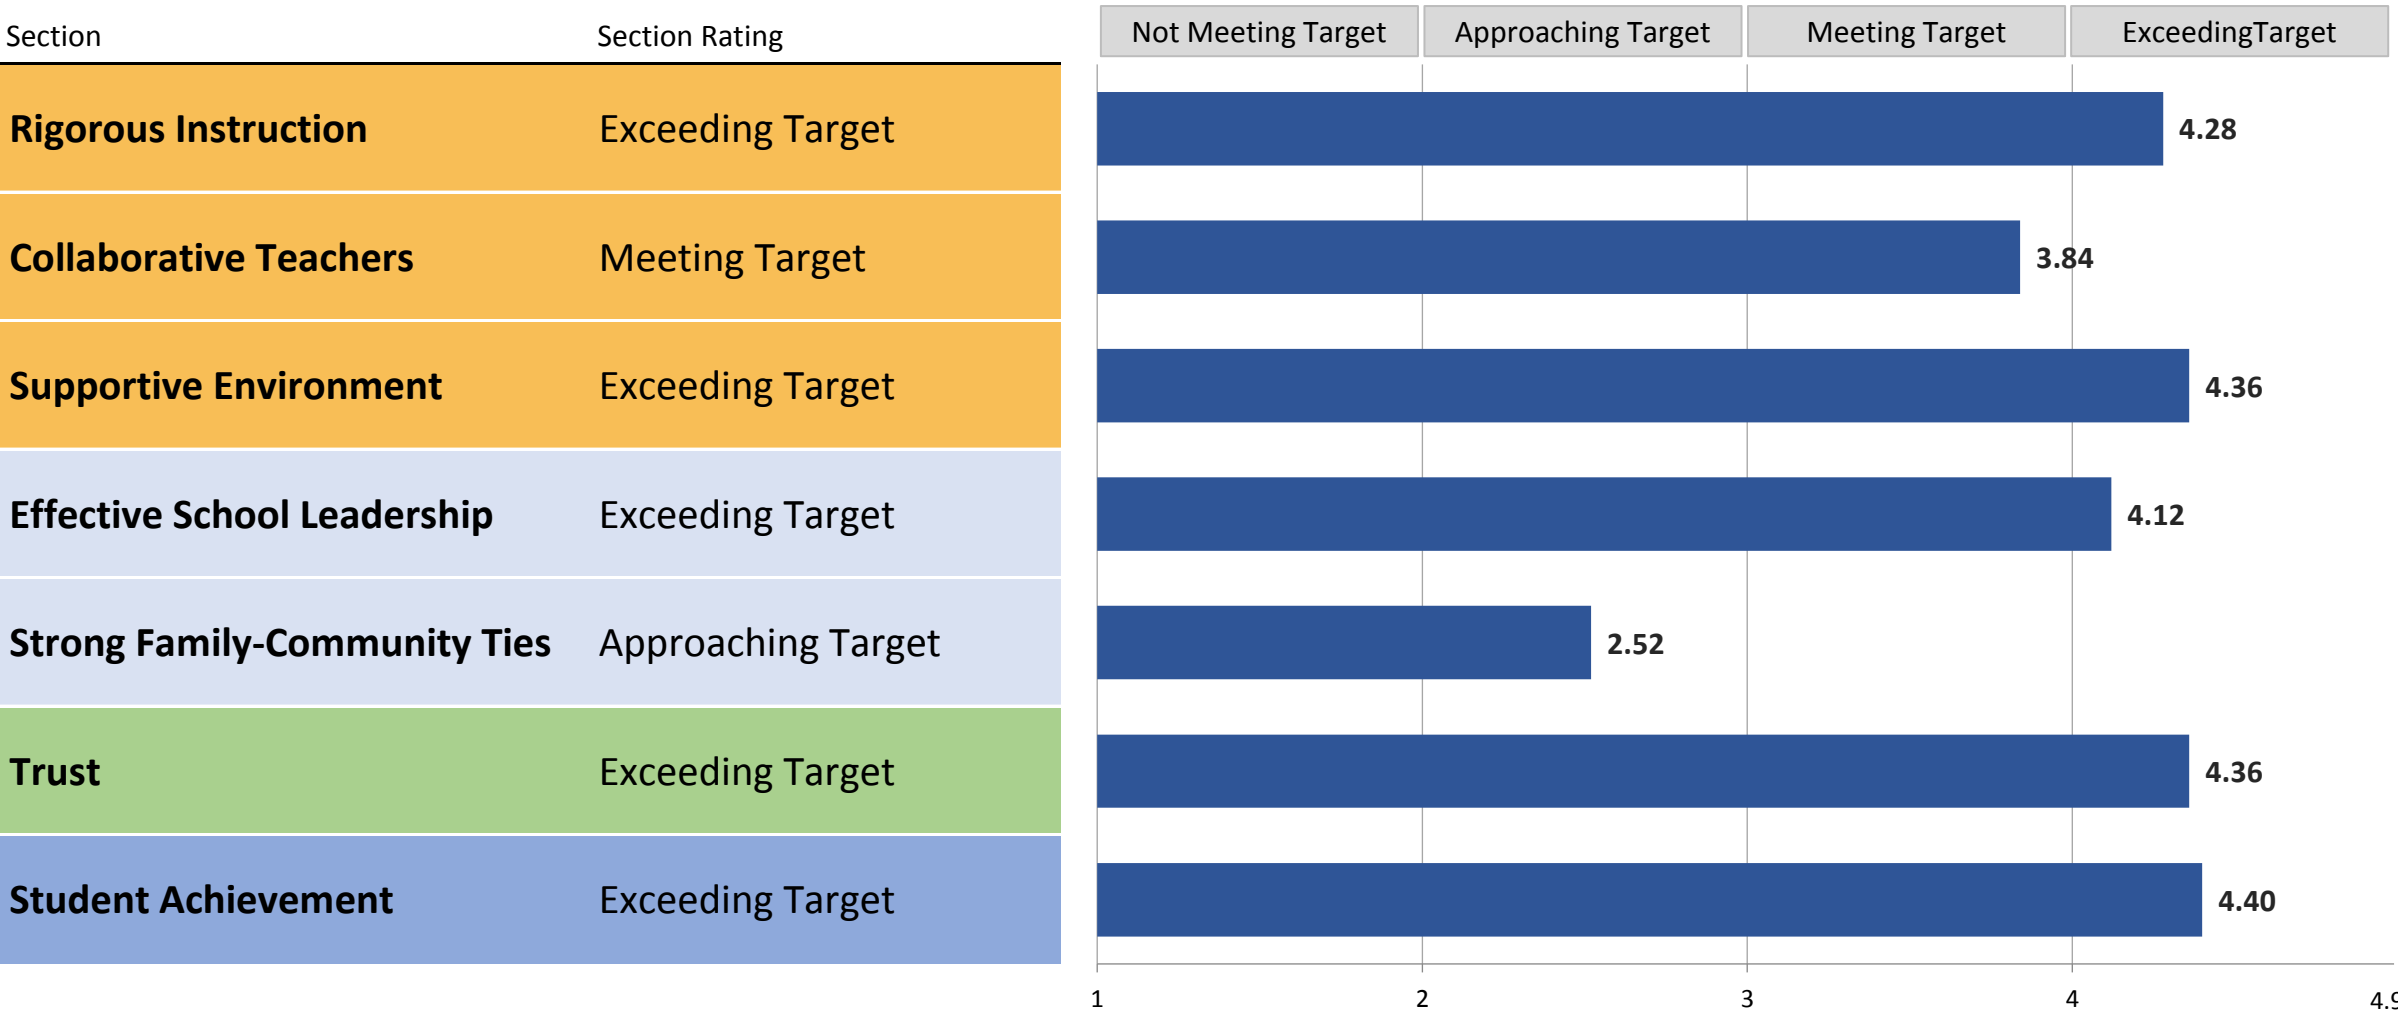 Section Section Rating Not Meeting Target Approaching Target Meeting Target ExceedingTarget
Rigorous Instruction Exceeding Target 4.28
Collaborative Teachers Meeting Target 3.84
Supportive Environment Exceeding Target 4.36
Effective School Leadership Exceeding Target 4.12
Strong Family-Community Ties Approaching Target 2.52
Trust Exceeding Target 4.36
Student Achievement Exceeding Target 4.40
1 2 3 4 4.9